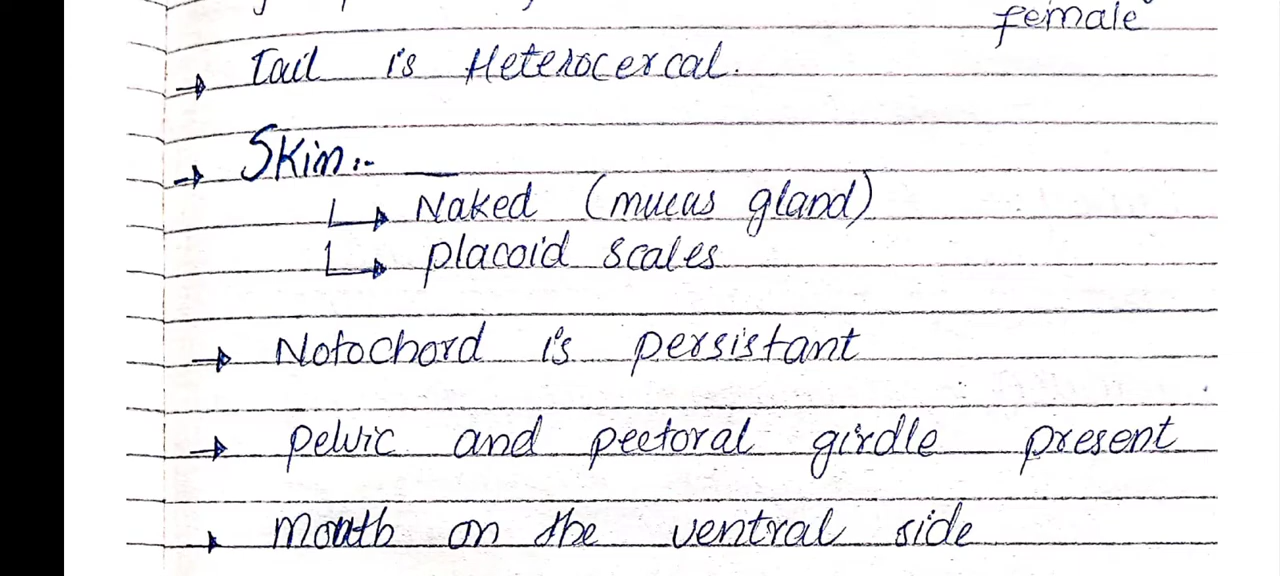 female
→ Tail is Heterocercal.
→ Skin :-
↳ Naked (mucus gland)
↳ placoid scales
→ Notochord is persistant
→ pelvic and pectoral girdle present
→ mouth on the ventral side